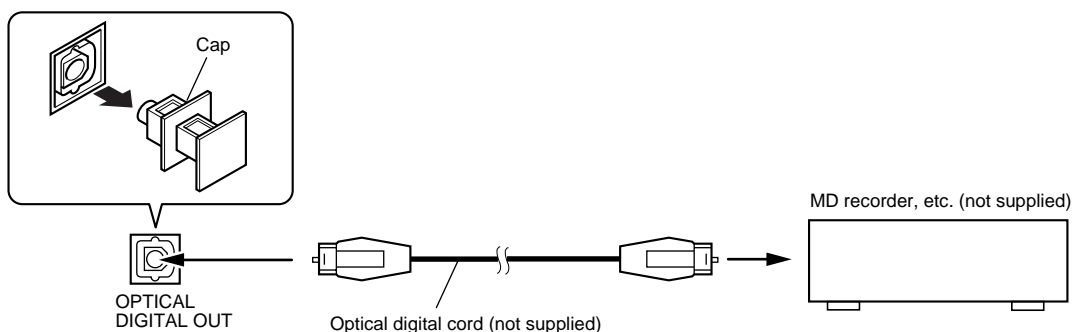 Cap
MD recorder, etc. (not supplied)
OPTICAL
DIGITAL OUT
Optical digital cord (not supplied)